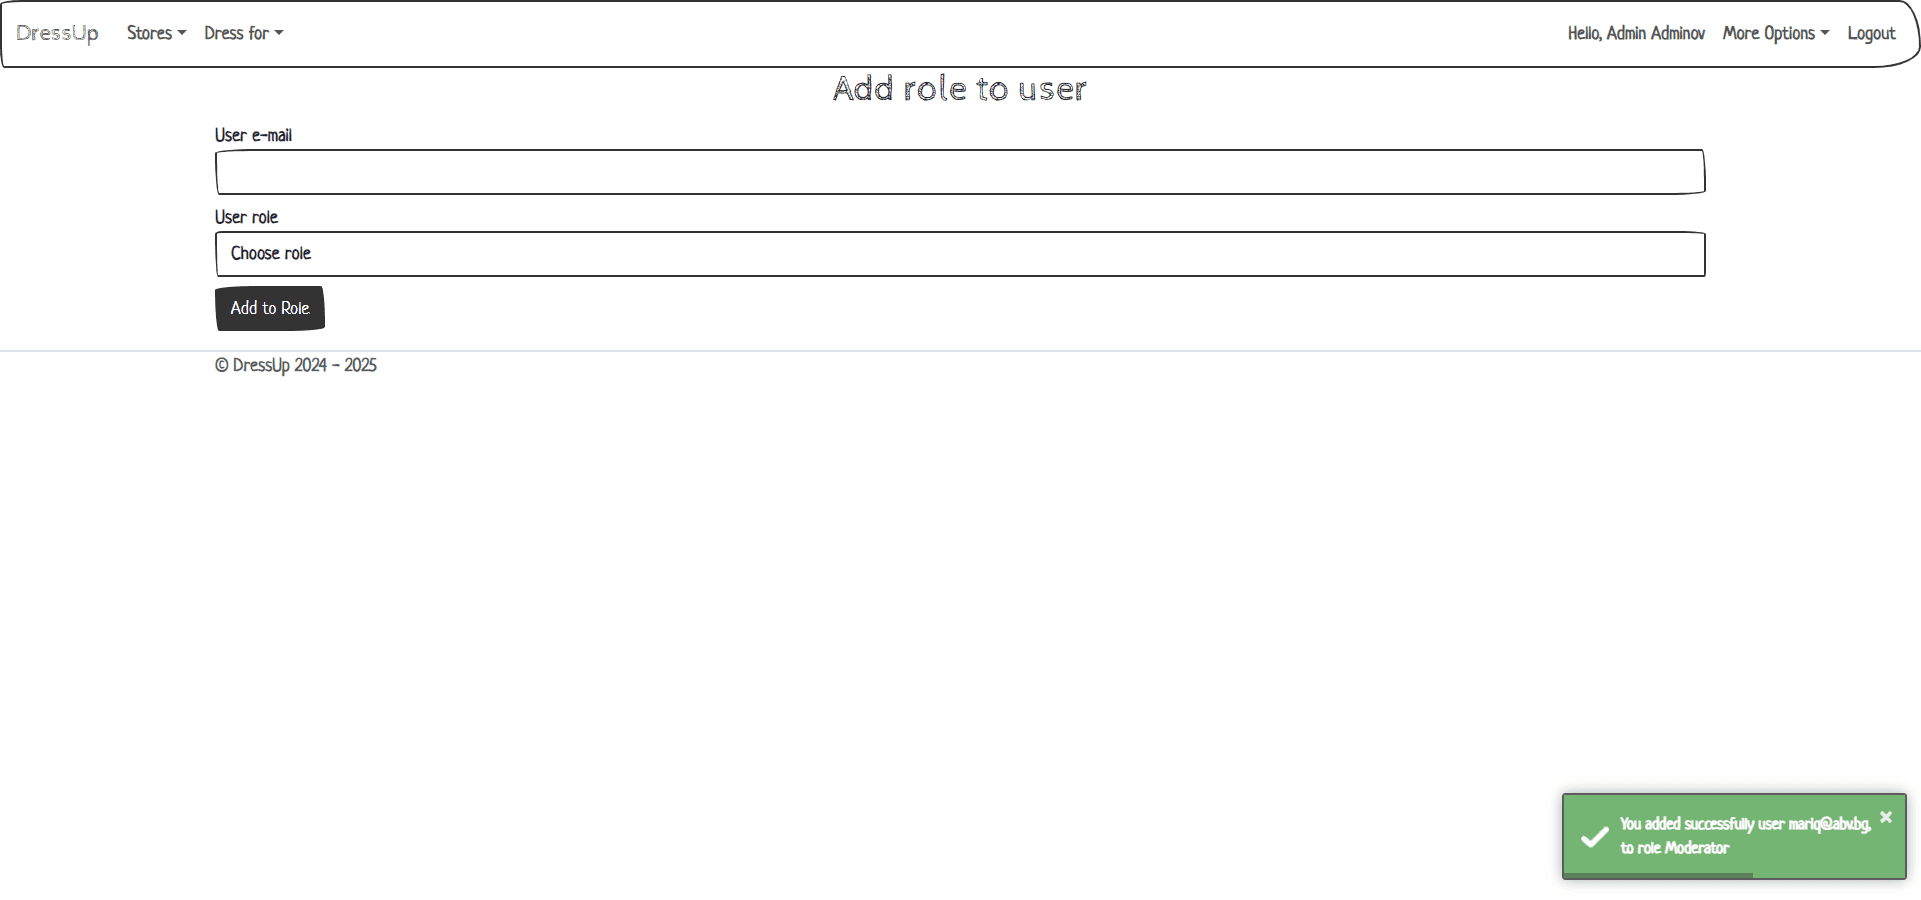 DressUp Stores Dress for Hello, Admin Adminov More Options Logout
Add role to user
User e-mail
User role
Choose role
Add to Role
© DressUp 2024 - 2025
You added successfully user mariq@abv.bg,
to role Moderator